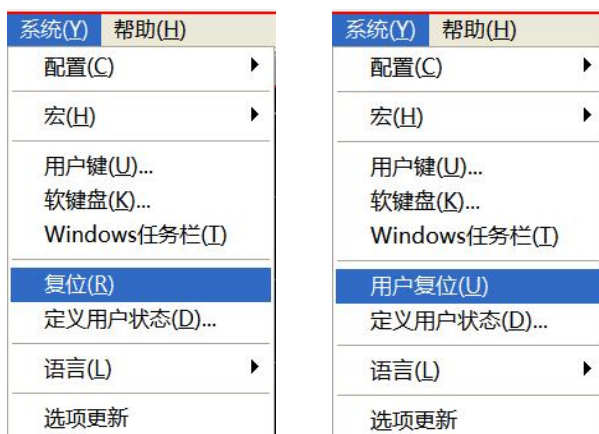 系统(Y) 帮助(H)
配置(C)
宏(H)
用户键(U)...
软键盘(K)...
Windows任务栏(T)
复位(R)
定义用户状态(D)...
语言(L)
选项更新
系统(Y) 帮助(H)
配置(C)
宏(H)
用户键(U)...
软键盘(K)...
Windows任务栏(T)
用户复位(U)
定义用户状态(D)...
语言(L)
选项更新